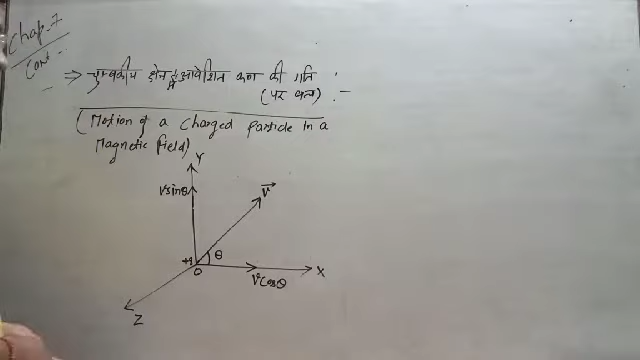 Chap.7
Cont -
⇒ चुम्बकीय क्षेत्र में आवेशित कण की गति :-
(पर बल)
(Motion of a Charged Particle in a
Magnetic field)
Y
Vsinθ
V
θ
+q
O
X
Vcosθ
Z